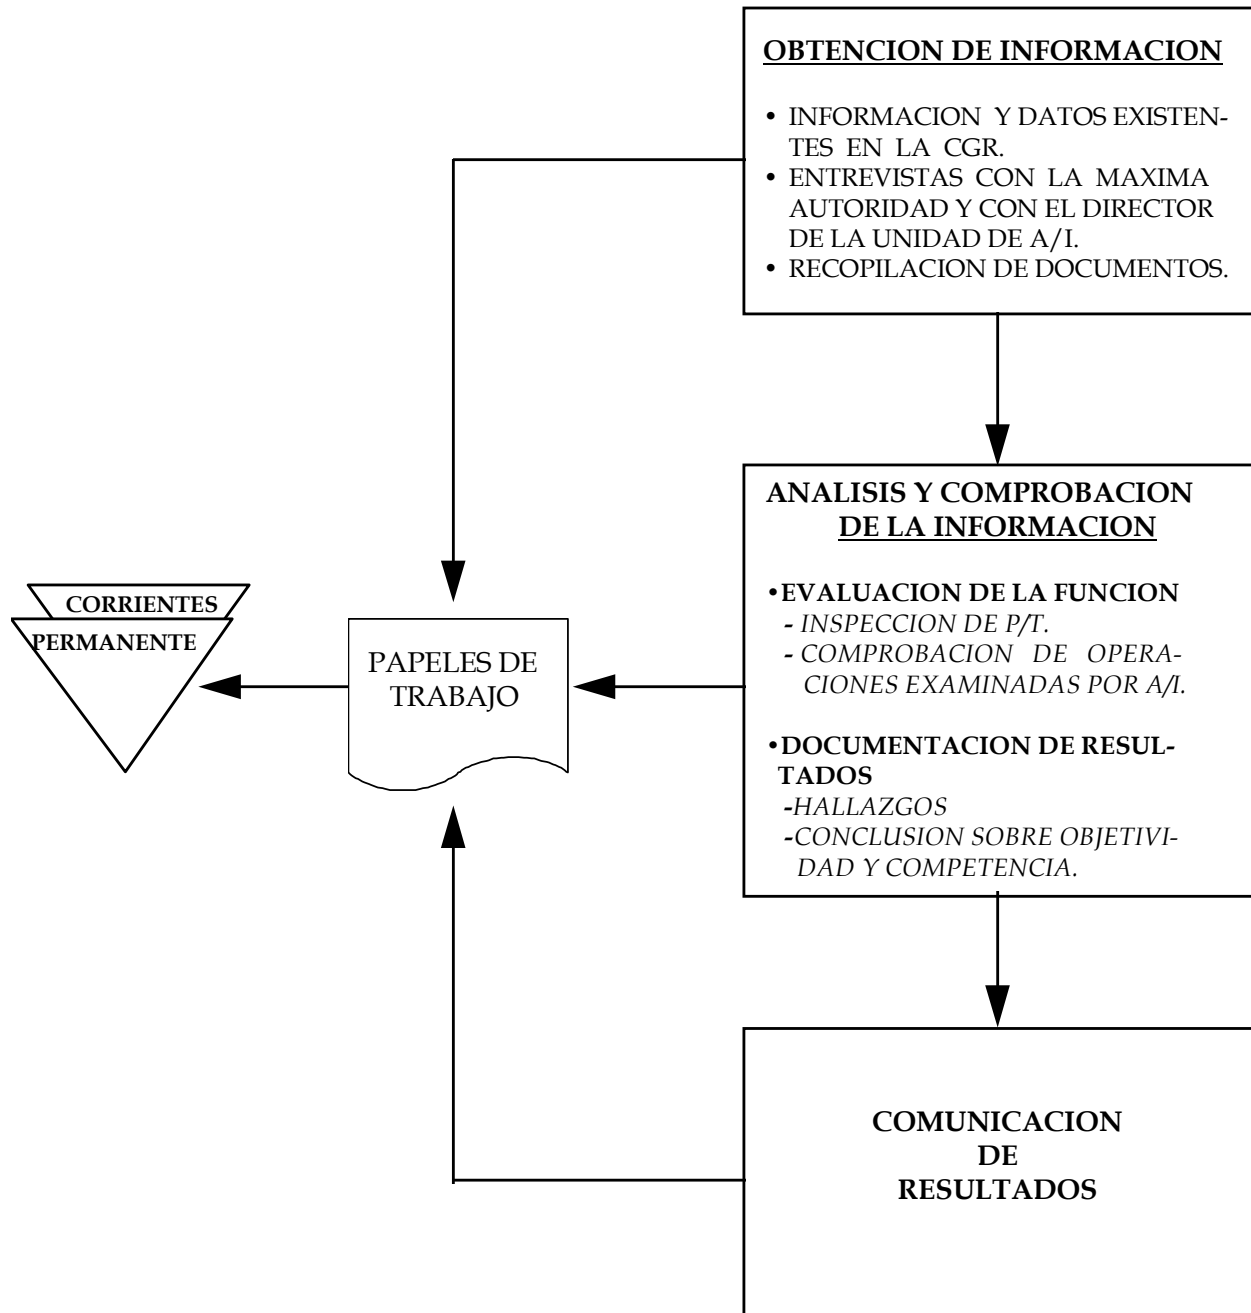 OBTENCION DE INFORMACION
• INFORMACION Y DATOS EXISTEN-
TES EN LA CGR.
• ENTREVISTAS CON LA MAXIMA
AUTORIDAD Y CON EL DIRECTOR
DE LA UNIDAD DE A/I.
• RECOPILACION DE DOCUMENTOS.
ANALISIS Y COMPROBACION
DE LA INFORMACION
•EVALUACION DE LA FUNCION
- INSPECCION DE P/T.
- COMPROBACION DE OPERA-
CIONES EXAMINADAS POR A/I.
•DOCUMENTACION DE RESUL-
TADOS
-HALLAZGOS
-CONCLUSION SOBRE OBJETIVI-
DAD Y COMPETENCIA.
CORRIENTES
PERMANENTE
PAPELES DE
TRABAJO
COMUNICACION
DE
RESULTADOS